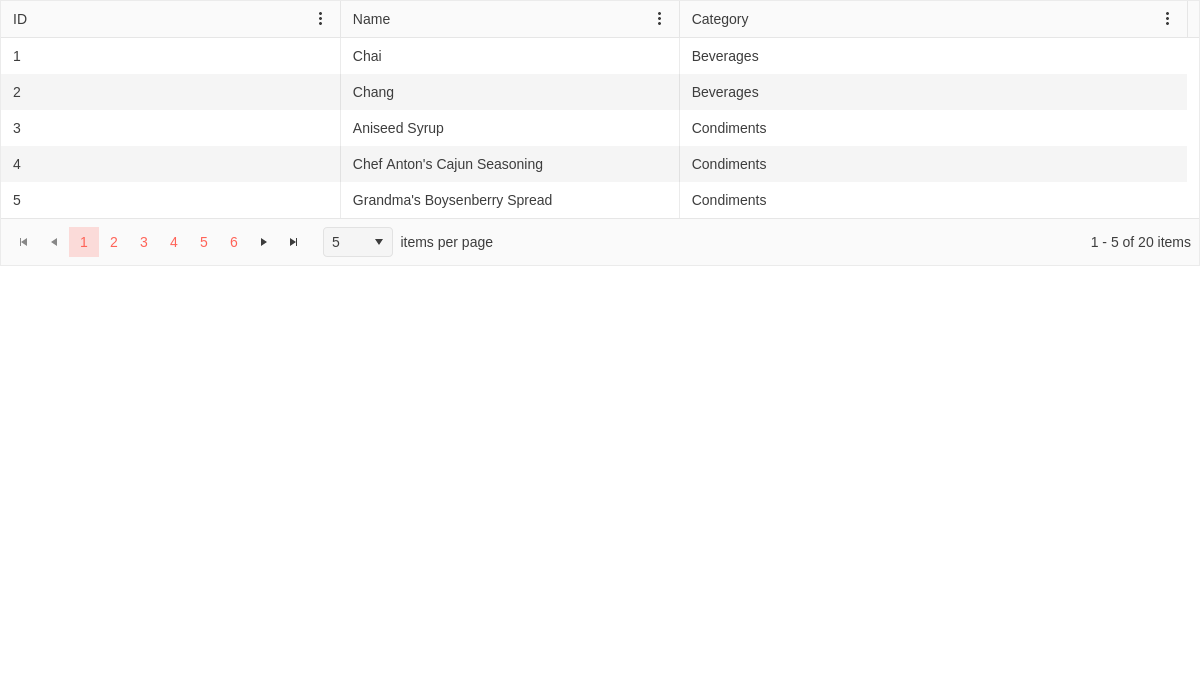 ID Name Category
1 Chai Beverages
2 Chang Beverages
3 Aniseed Syrup Condiments
4 Chef Anton's Cajun Seasoning Condiments
5 Grandma's Boysenberry Spread Condiments
1 2 3 4 5 6 5 items per page 1 - 5 of 20 items